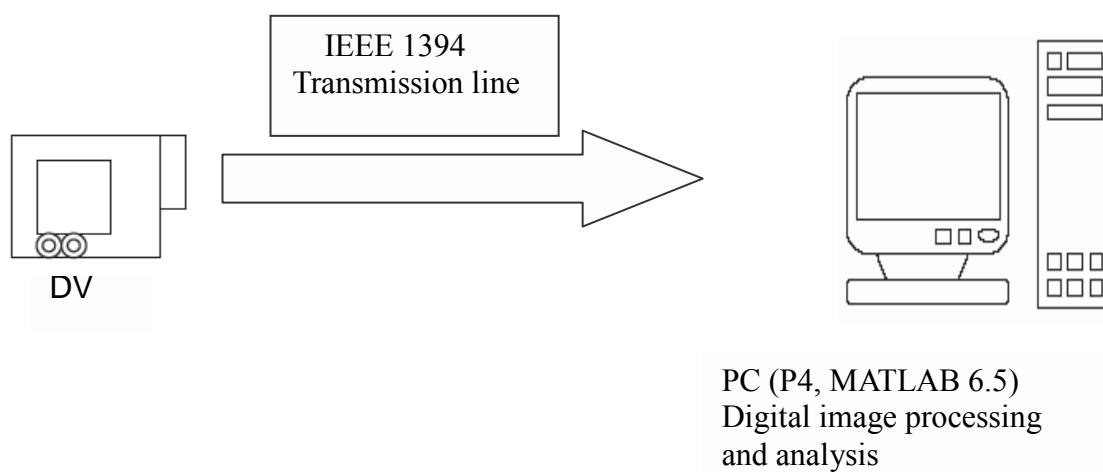 IEEE 1394
Transmission line
DV
PC (P4, MATLAB 6.5)
Digital image processing
and analysis